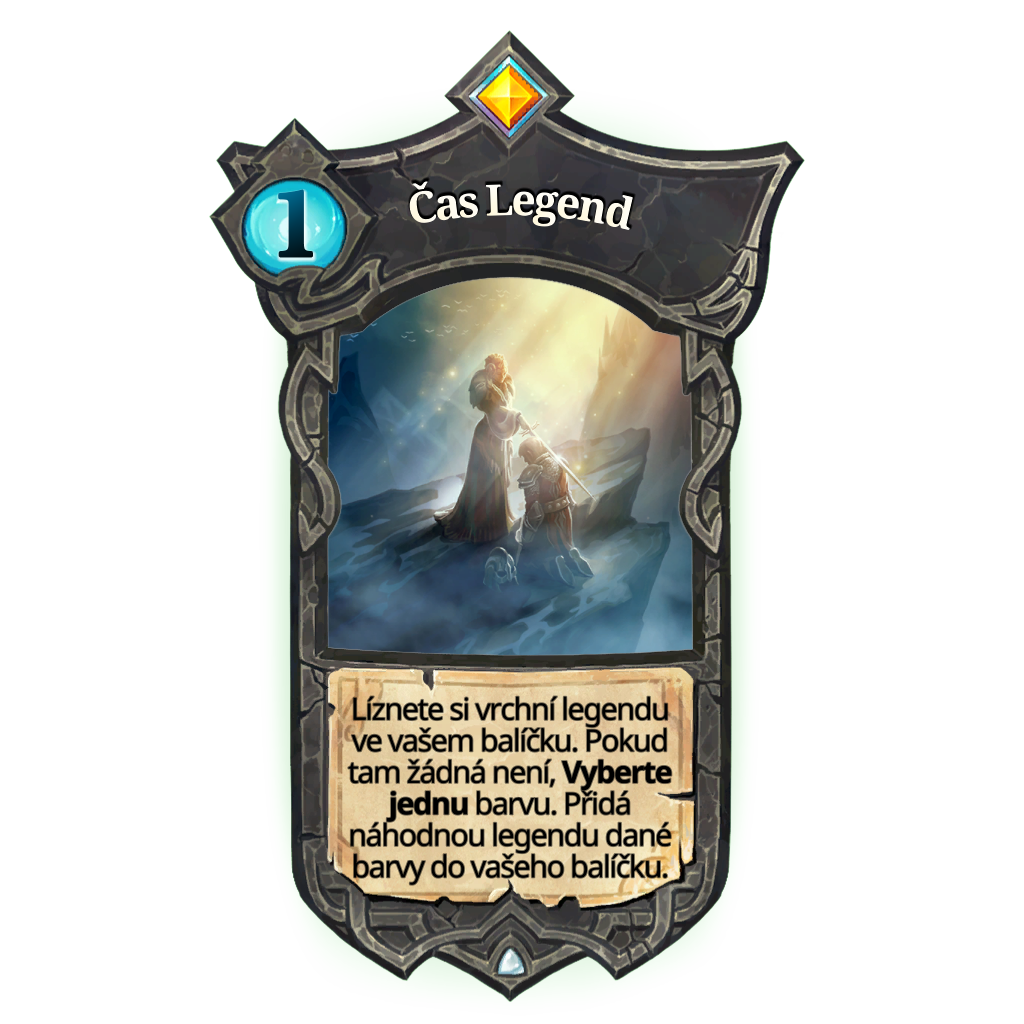 1
Čas Legend
Líznete si vrchní legendu
ve vašem balíčku. Pokud
tam žádná není, Vyberte
jednu barvu. Přidá
náhodnou legendu dané
barvy do vašeho balíčku.